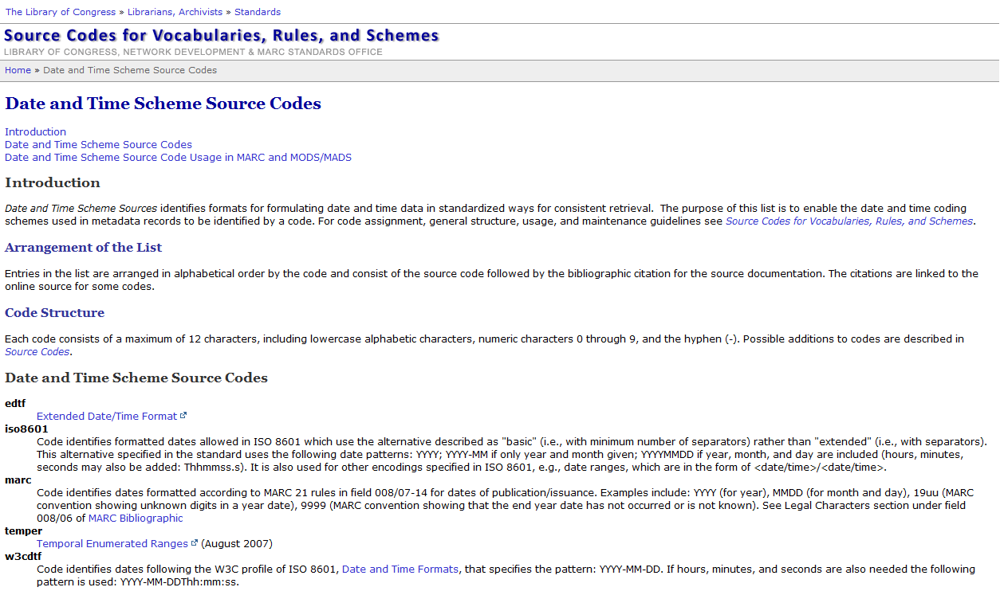 The Library of Congress » Librarians, Archivists » Standards
Source Codes for Vocabularies, Rules, and Schemes
LIBRARY OF CONGRESS, NETWORK DEVELOPMENT & MARC STANDARDS OFFICE
Home » Date and Time Scheme Source Codes
Date and Time Scheme Source Codes
Introduction
Date and Time Scheme Source Codes
Date and Time Scheme Source Code Usage in MARC and MODS/MADS
Introduction
Date and Time Scheme Sources identifies formats for formulating date and time data in standardized ways for consistent retrieval.  The purpose of this list is to enable the date and time coding
schemes used in metadata records to be identified by a code. For code assignment, general structure, usage, and maintenance guidelines see Source Codes for Vocabularies, Rules, and Schemes.
Arrangement of the List
Entries in the list are arranged in alphabetical order by the code and consist of the source code followed by the bibliographic citation for the source documentation. The citations are linked to the
online source for some codes.
Code Structure
Each code consists of a maximum of 12 characters, including lowercase alphabetic characters, numeric characters 0 through 9, and the hyphen (-). Possible additions to codes are described in
Source Codes.
Date and Time Scheme Source Codes
edtf
Extended Date/Time Format
iso8601
Code identifies formatted dates allowed in ISO 8601 which use the alternative described as "basic" (i.e., with minimum number of separators) rather than "extended" (i.e., with separators).
This alternative specified in the standard uses the following date patterns: YYYY; YYYY-MM if only year and month given; YYYYMMDD if year, month, and day are included (hours, minutes,
seconds may also be added: Thhmmss.s). It is also used for other encodings specified in ISO 8601, e.g., date ranges, which are in the form of <date/time>/<date/time>.
marc
Code identifies dates formatted according to MARC 21 rules in field 008/07-14 for dates of publication/issuance. Examples include: YYYY (for year), MMDD (for month and day), 19uu (MARC
convention showing unknown digits in a year date), 9999 (MARC convention showing that the end year date has not occurred or is not known). See Legal Characters section under field
008/06 of MARC Bibliographic
temper
Temporal Enumerated Ranges (August 2007)
w3cdtf
Code identifies dates following the W3C profile of ISO 8601, Date and Time Formats, that specifies the pattern: YYYY-MM-DD. If hours, minutes, and seconds are also needed the following
pattern is used: YYYY-MM-DDThh:mm:ss.